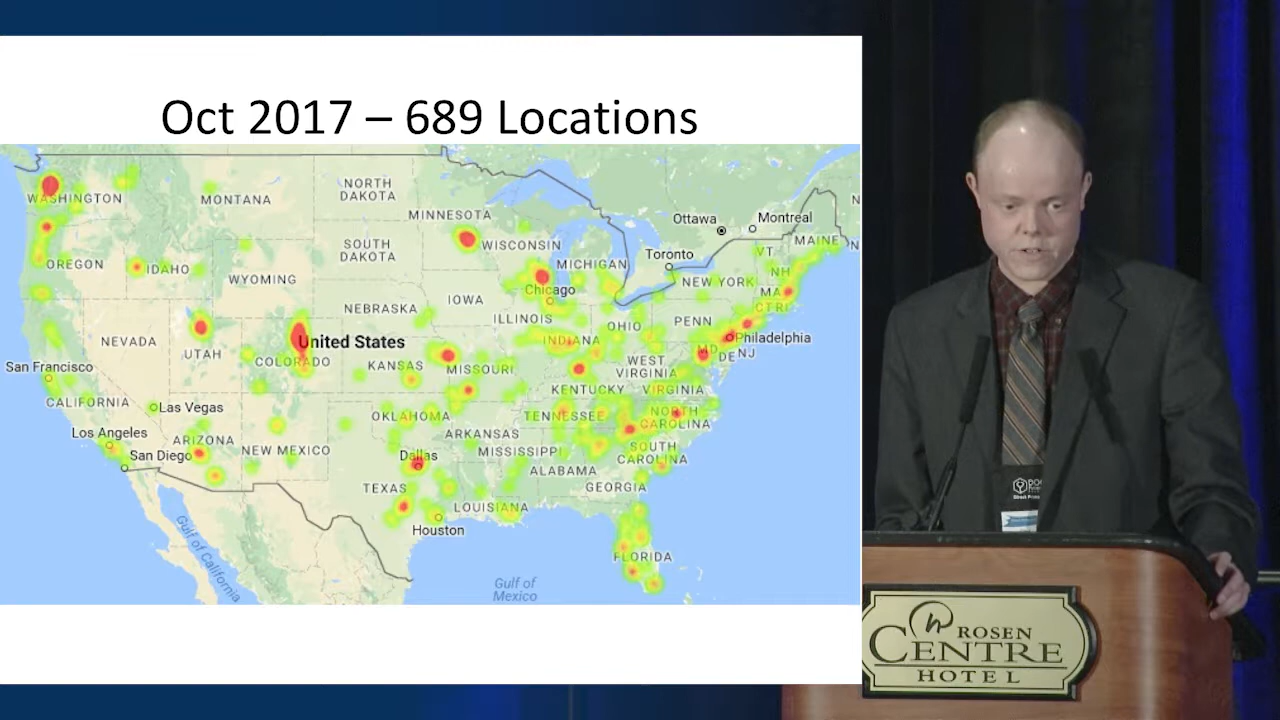 Oct 2017 – 689 Locations
WASHINGTON
MONTANA
NORTH
DAKOTA
MINNESOTA
Ottawa
Montreal
MAINE
N
OREGON
IDAHO
WYOMING
SOUTH
DAKOTA
WISCONSIN
MICHIGAN
Toronto
VT
NH
NEW YORK
MA
CT RI
NEBRASKA
IOWA
Chicago
ILLINOIS
INDIANA
OHIO
PENN
Philadelphia
NEVADA
UTAH
COLORADO
United States
KANSAS
MISSOURI
WEST
VIRGINIA
MD
DE
NJ
San Francisco
CALIFORNIA
Las Vegas
KENTUCKY
VIRGINIA
Los Angeles
San Diego
ARIZONA
NEW MEXICO
OKLAHOMA
ARKANSAS
TENNESSEE
NORTH
CAROLINA
Dallas
MISSISSIPPI
SOUTH
CAROLINA
TEXAS
ALABAMA
GEORGIA
LOUISIANA
Houston
FLORIDA
Gulf of California
Gulf of
Mexico
ROSEN
CENTRE
HOTEL